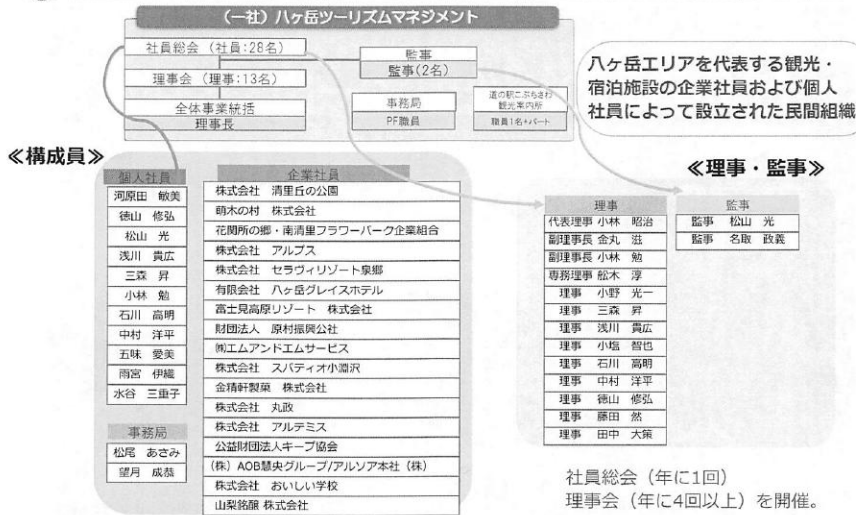 （一社）八ヶ岳ツーリズムマネジメント
社員総会（社員:28名）
監事
監事(2名)
理事会（理事:13名）
全体事業統括
理事長
事務局
PF職員
道の駅こぶちさわ
観光案内所
職員1名+パート
八ヶ岳エリアを代表する観光・
宿泊施設の企業社員および個人
社員によって設立された民間組織
≪構成員≫
個人社員
河原田　敏美
徳山　修弘
松山　光
浅川　貴広
三森　昇
小林　勉
石川　高明
中村　洋平
五味　愛美
雨宮　伊織
水谷　三重子
事務局
松尾　あさみ
望月　成恭
企業社員
株式会社　清里丘の公園
萌木の村　株式会社
花関所の郷・南清里フラワーパーク企業組合
株式会社　アルプス
株式会社　セラヴィリゾート泉郷
有限会社　八ヶ岳グレイスホテル
富士見高原リゾート　株式会社
財団法人　原村振興公社
㈲エムアンドエムサービス
株式会社　スパティオ小淵沢
金精軒製菓　株式会社
株式会社　丸政
株式会社　アルテミス
公益財団法人キープ協会
（株）AOB慧央グループ/アルソア本社（株）
株式会社　おいしい学校
山梨銘醸 株式会社
≪理事・監事≫
理事
代表理事 小林　昭治
副理事長 金丸　滋
副理事長 小林　勉
専務理事 舩木　淳
理事　小野　光一
理事　三森　昇
理事　浅川　貴広
理事　小塩　智也
理事　石川　高明
理事　中村　洋平
理事　徳山　修弘
理事　藤田　然
理事　田中　大策
監事
監事　松山　光
監事　名取　政義
社員総会（年に1回）
理事会（年に4回以上）を開催。